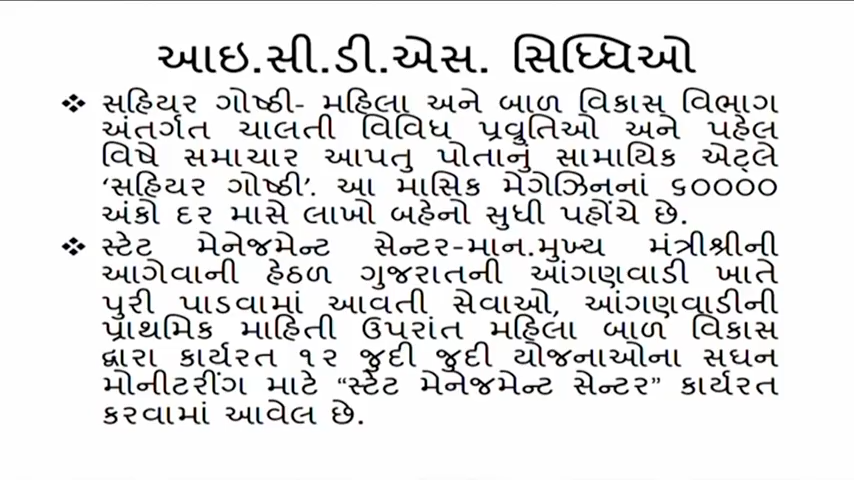 આઇ.સી.ડી.એસ. સિધ્ધિઓ
❖ સહિયર ગોષ્ઠી- મહિલા અને બાળ વિકાસ વિભાગ
અંતર્ગત ચાલતી વિવિધ પ્રવ્રુતિઓ અને પહેલ
વિષે સમાચાર આપતુ પોતાનું સામાયિક એટ્લે
‘સહિયર ગોષ્ઠી’. આ માસિક મેગેઝિનનાં ૬૦૦૦૦
અંકો દર માસે લાખો બહેનો સુધી પહોંચે છે.
❖ સ્ટેટ મેનેજમેન્ટ સેન્ટર-માન.મુખ્ય મંત્રીશ્રીની
આગેવાની હેઠળ ગુજરાતની આંગણવાડી ખાતે
પુરી પાડવામાં આવતી સેવાઓ, આંગણવાડીની
પ્રાથમિક માહિતી ઉપરાંત મહિલા બાળ વિકાસ
દ્વારા કાર્યરત ૧૨ જુદી જુદી યોજનાઓના સઘન
મોનીટરીંગ માટે “સ્ટેટ મેનેજમેન્ટ સેન્ટર” કાર્યરત
કરવામાં આવેલ છે.